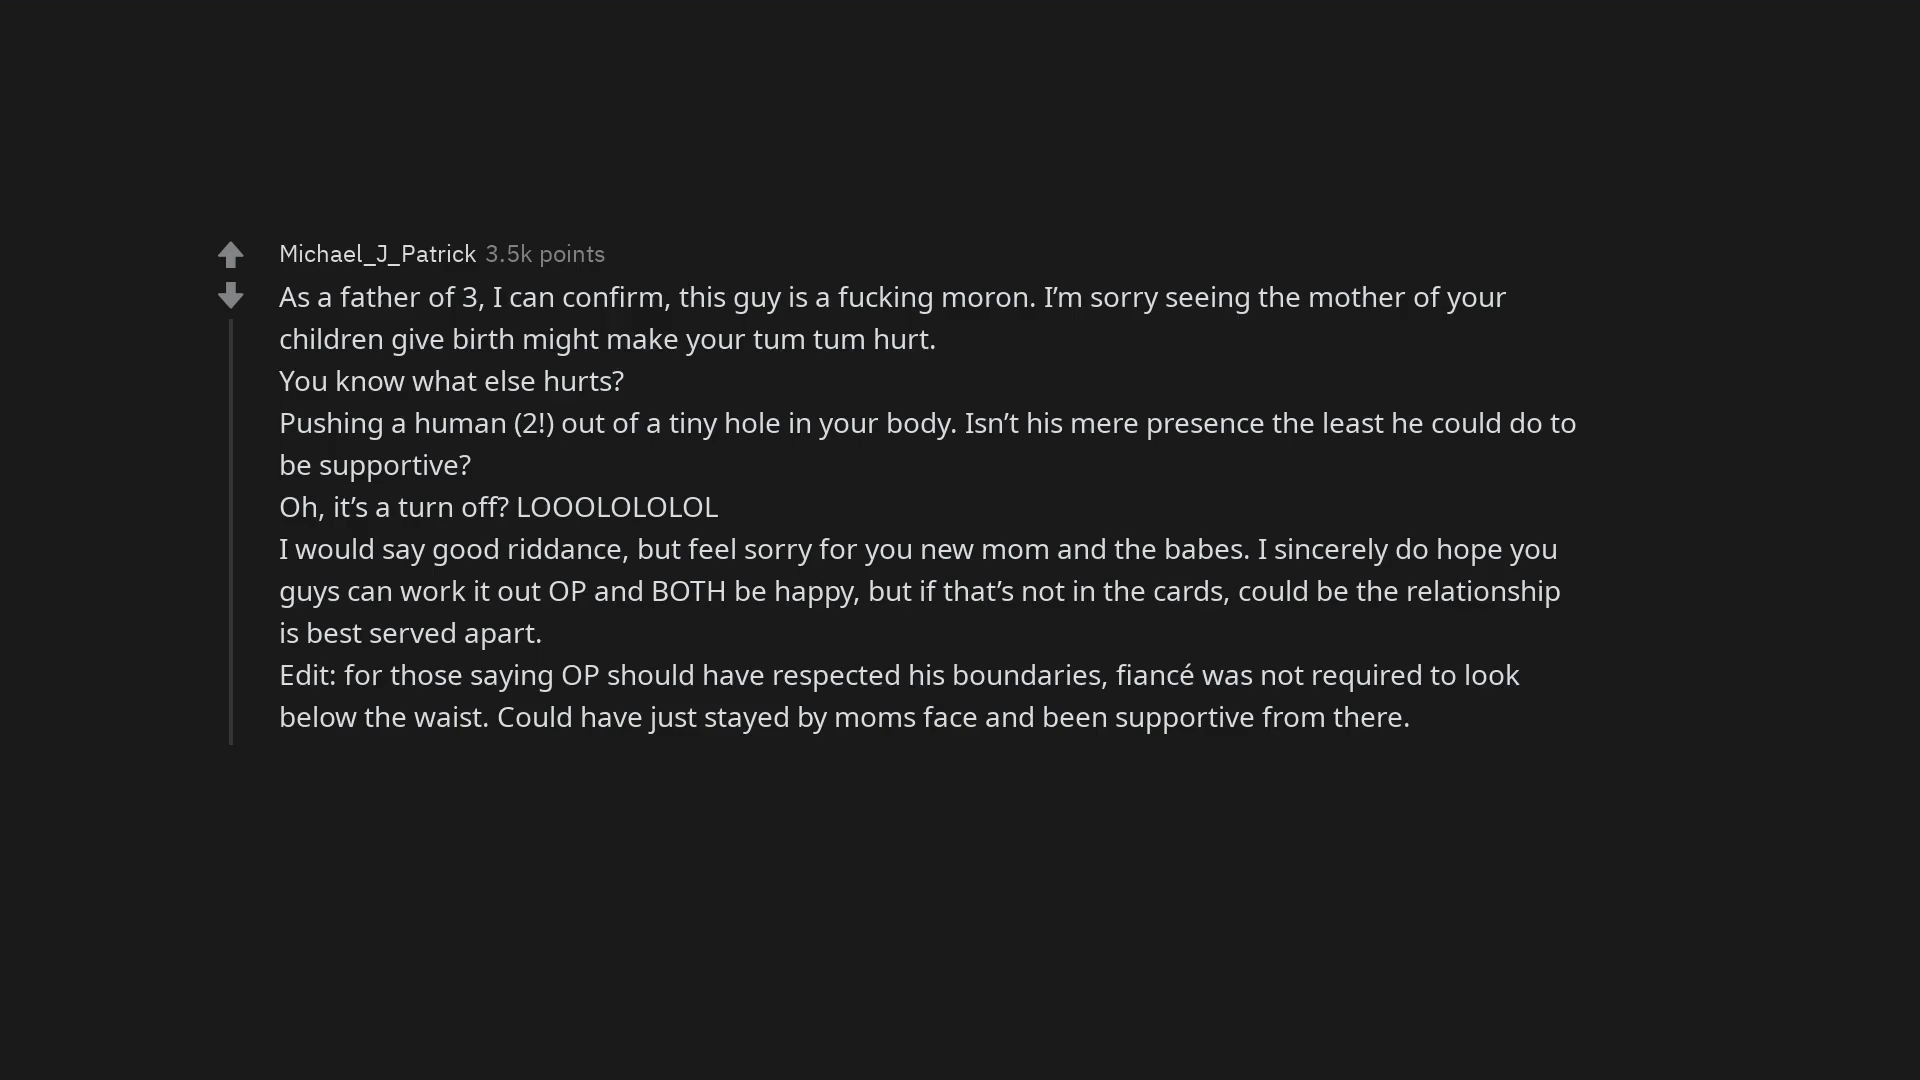 Michael_J_Patrick 3.5k points
As a father of 3, I can confirm, this guy is a fucking moron. I’m sorry seeing the mother of your
children give birth might make your tum tum hurt.
You know what else hurts?
Pushing a human (2!) out of a tiny hole in your body. Isn’t his mere presence the least he could do to
be supportive?
Oh, it’s a turn off? LOOOLOLOLOL
I would say good riddance, but feel sorry for you new mom and the babes. I sincerely do hope you
guys can work it out OP and BOTH be happy, but if that’s not in the cards, could be the relationship
is best served apart.
Edit: for those saying OP should have respected his boundaries, fiancé was not required to look
below the waist. Could have just stayed by moms face and been supportive from there.